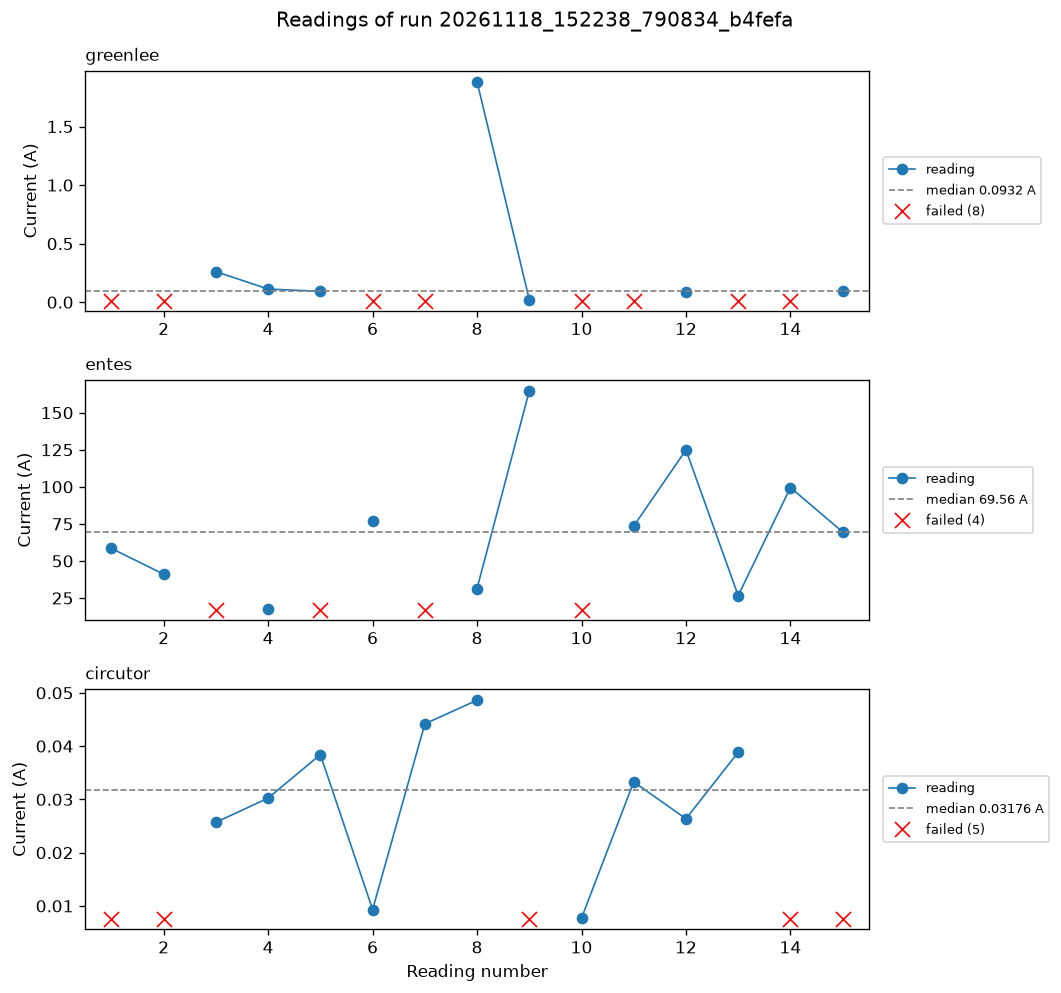 Readings of run 20261118_152238_790834_b4fefa
greenlee
Current (A)
1.5
1.0
0.5
0.0
2 4 6 8 10 12 14
reading
median 0.0932 A
failed (8)
entes
Current (A)
150
125
100
75
50
25
2 4 6 8 10 12 14
reading
median 69.56 A
failed (4)
circutor
Current (A)
0.05
0.04
0.03
0.02
0.01
2 4 6 8 10 12 14
Reading number
reading
median 0.03176 A
failed (5)